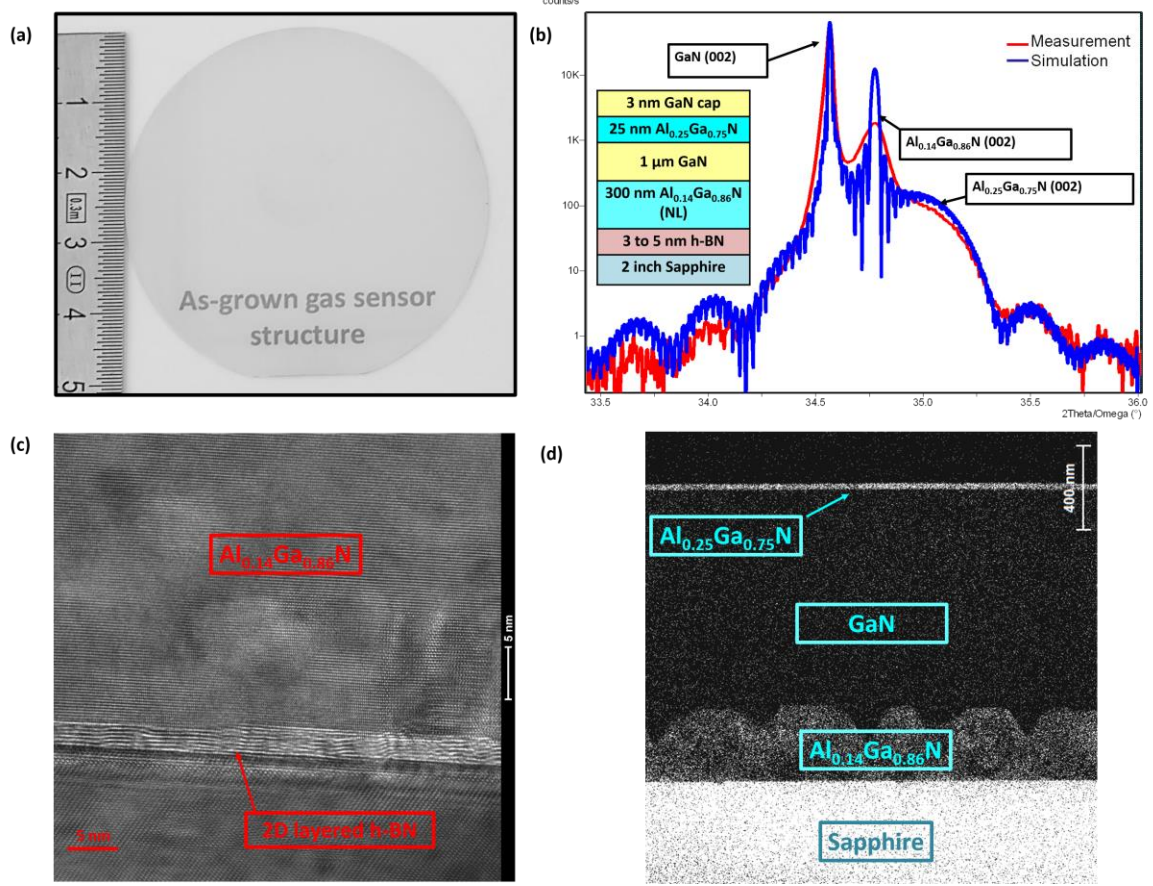 counts/s
(a)
1
2
0.3m
3
II
4
5
As-grown gas sensor
structure
(b)
10K
1K
100
10
1
33.5
34.0
34.5
35.0
35.5
36.0
2Theta/Omega (°)
GaN (002)
Measurement
Simulation
Al0.14Ga0.86N (002)
Al0.25Ga0.75N (002)
3 nm GaN cap
25 nm Al0.25Ga0.75N
1 µm GaN
300 nm Al0.14Ga0.86N
(NL)
3 to 5 nm h-BN
2 inch Sapphire
(c)
Al0.14Ga0.86N
5 nm
2D layered h-BN
5 nm
(d)
400 nm
Al0.25Ga0.75N
GaN
Al0.14Ga0.86N
Sapphire